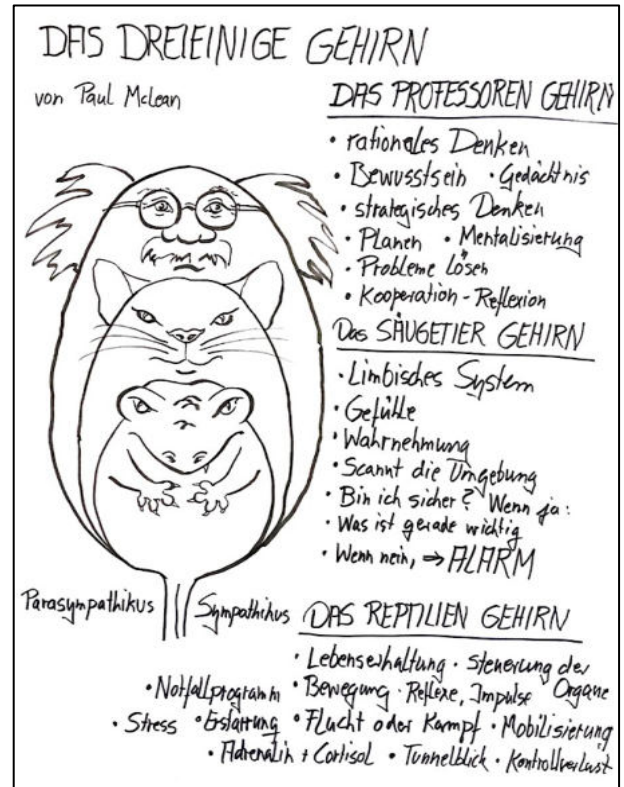 DAS DREIEINIGE GEHIRN
von Paul McLean
DAS PROFESSOREN GEHIRN
• rationales Denken
• Bewusstsein • Gedächtnis
• strategisches Denken
• Planen • Mentalisierung
• Probleme lösen
• Kooperation - Reflexion
Das SÄUGETIER GEHIRN
• Limbisches System
• Gefühle
• Wahrnehmung
• Scannt die Umgebung
• Bin ich sicher? Wenn ja:
• Was ist gerade wichtig
• Wenn nein, ⇒ ALARM
Parasympathikus Sympathikus
DAS REPTILIEN GEHIRN
• Lebenserhaltung • Steuerung der Organe
• Notfallprogramm • Bewegung • Reflexe, Impulse
• Stress • Erstarrung • Flucht oder Kampf • Mobilisierung
• Adrenalin + Cortisol • Tunnelblick • Kontrollverlust